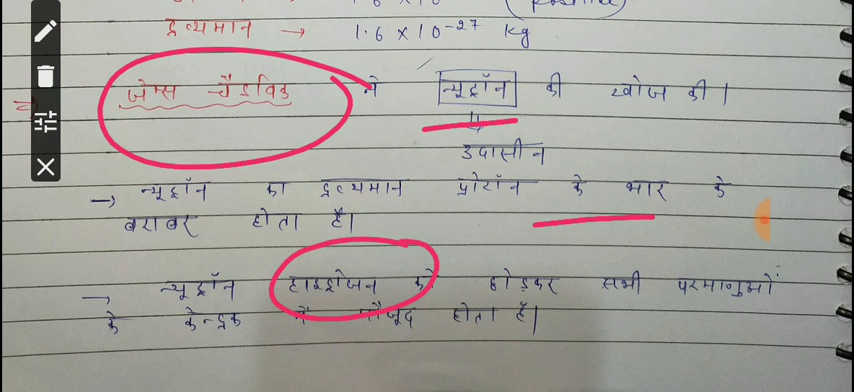 द्रव्यमान → 1.6 × 10⁻²⁷ kg
⇒ जेम्स चैडविक ने न्यूट्रॉन की खोज की।
उदासीन
→ न्यूट्रॉन का द्रव्यमान प्रोटॉन के भार के
बराबर होता है।
→ न्यूट्रॉन हाइड्रोजन को छोड़कर सभी परमाणुओं
के केन्द्रक में मौजूद होता है।